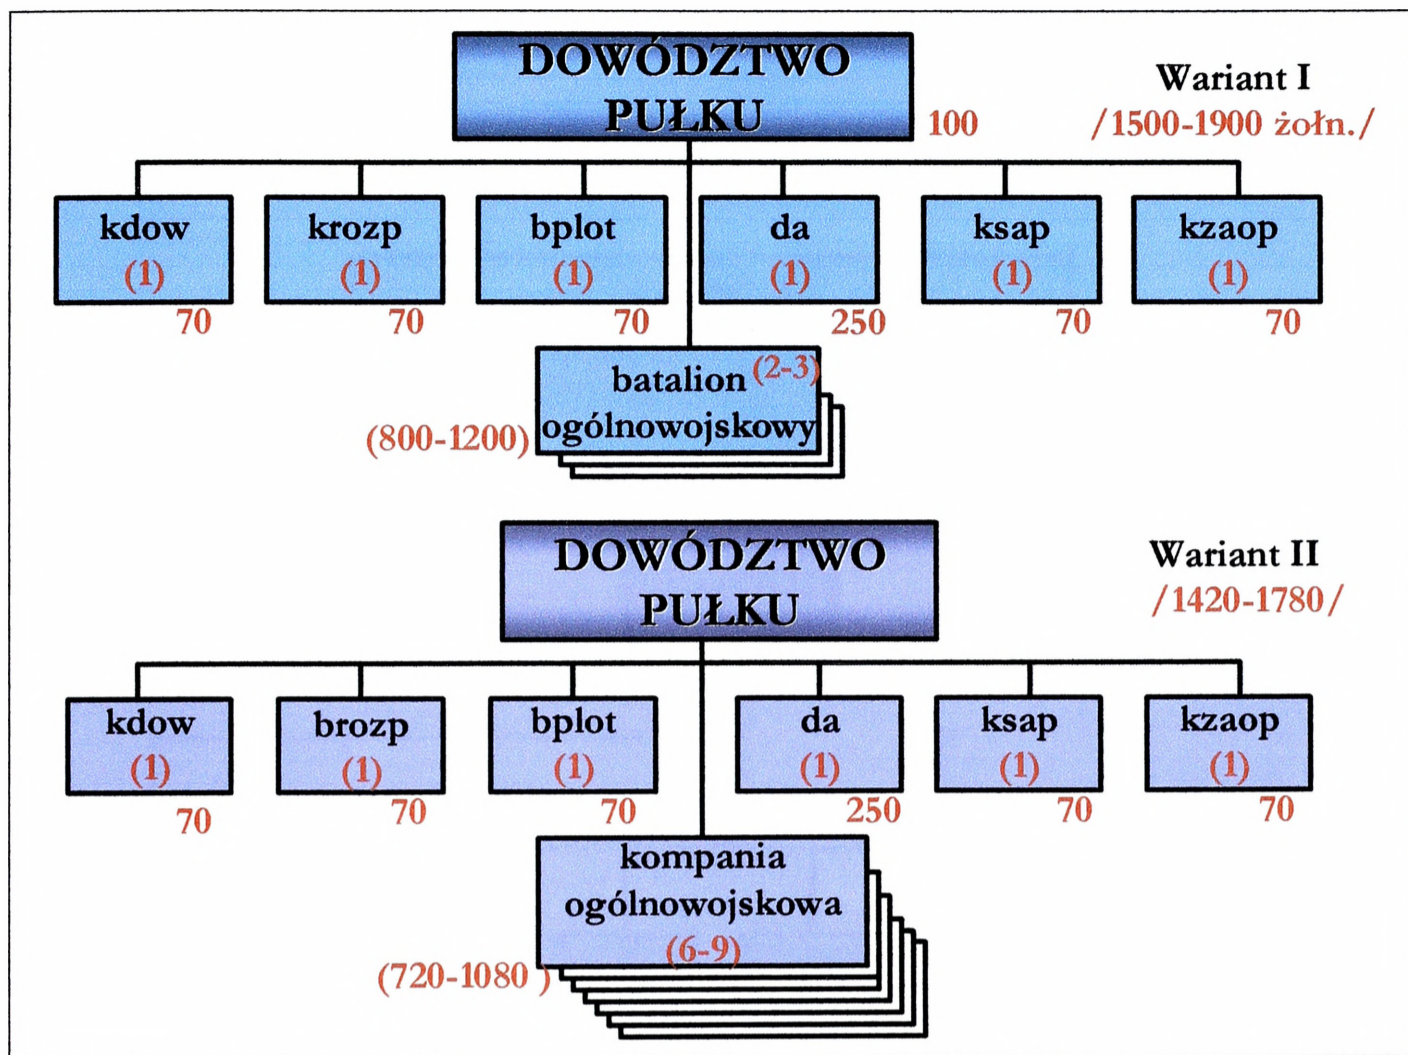 DOWÓDZTWO
PUŁKU
100
Wariant I
/1500-1900 żołn./
kdow
(1)
70
krozp
(1)
70
bplot
(1)
70
da
(1)
250
ksap
(1)
70
kzaop
(1)
70
batalion (2-3)
ogólnowojskowy
(800-1200)
DOWÓDZTWO
PUŁKU
Wariant II
/1420-1780/
kdow
(1)
70
brozp
(1)
70
bplot
(1)
70
da
(1)
250
ksap
(1)
70
kzaop
(1)
70
kompania
ogólnowojskowa
(6-9)
(720-1080 )